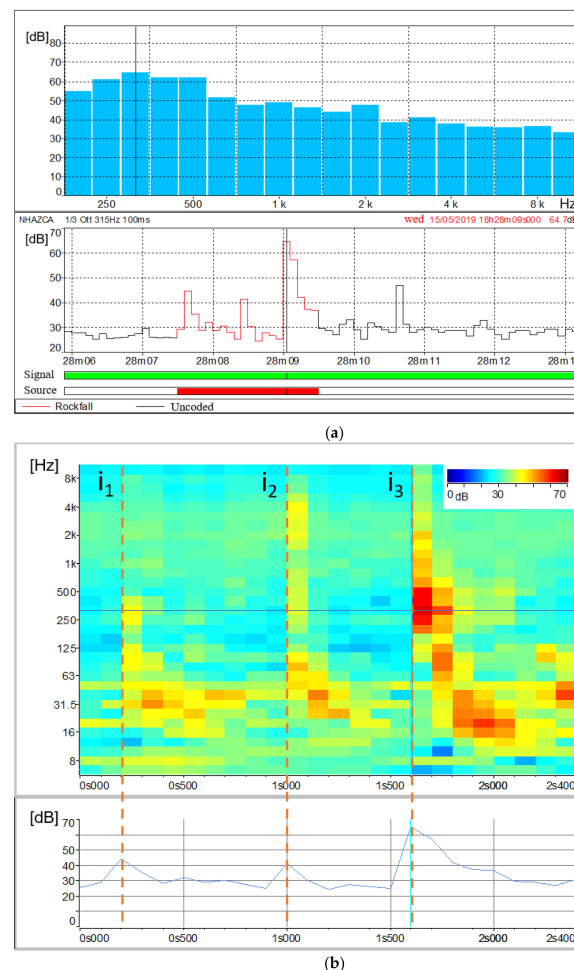 [dB]
80
70
60
50
40
30
20
10
0
250 500 1 k 2 k 4 k 8 k Hz
NHAZCA 1/3 Ott 315Hz 100ms wed 15/05/2019 18h28m09s000 64.7dB
[dB]
70
60
50
40
30
20
28m06 28m07 28m08 28m09 28m10 28m11 28m12 28m1
Signal
Source
Rockfall Uncoded
(a)
[Hz] i1 i2 i3
0 dB 30 70
8k
4k
2k
1k
500
250
125
63
31.5
16
8
0s000 0s500 1s000 1s500 2s000 2s400
[dB]
70
60
50
40
30
20
0
0s000 0s500 1s000 1s500 2s000 2s400
(b)